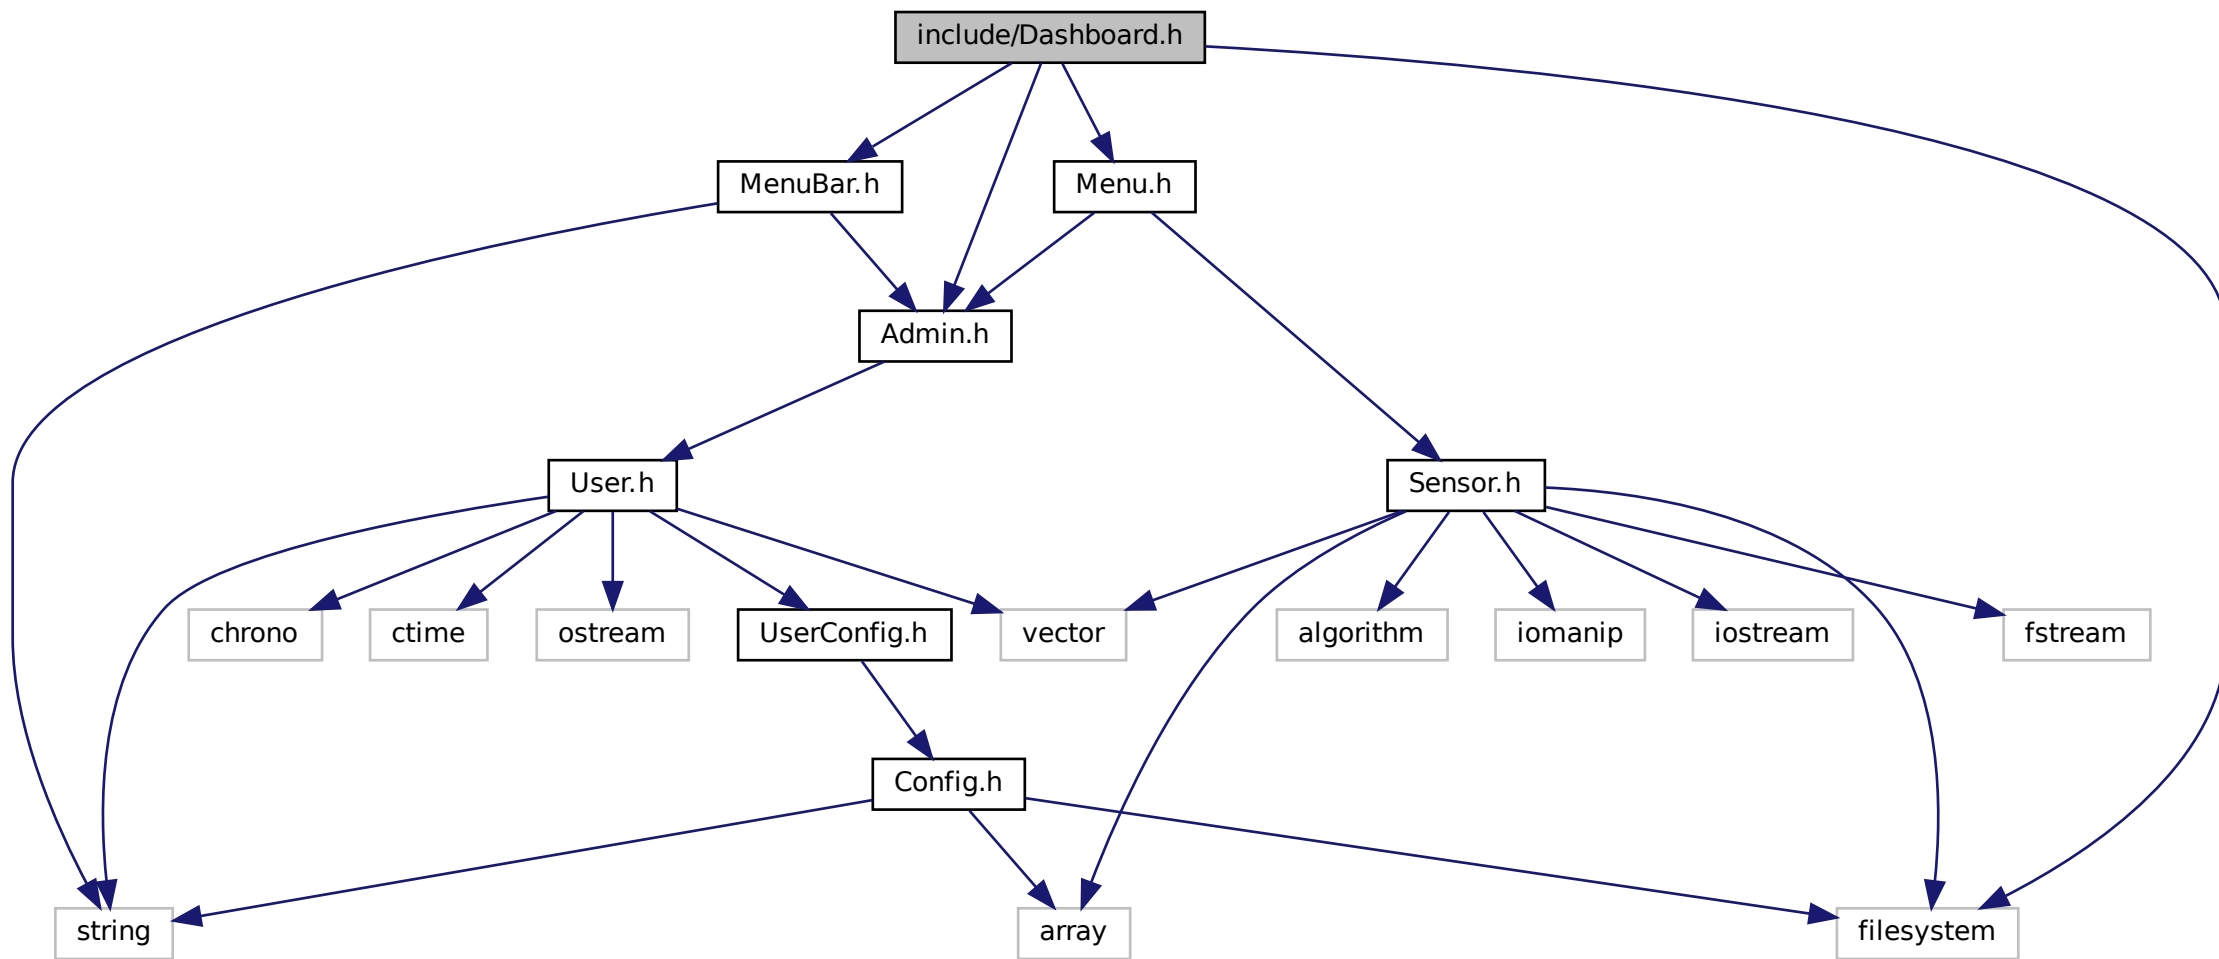 include/Dashboard.h
MenuBar.h
Menu.h
Admin.h
User.h
Sensor.h
chrono
ctime
ostream
UserConfig.h
vector
algorithm
iomanip
iostream
fstream
Config.h
string
array
filesystem